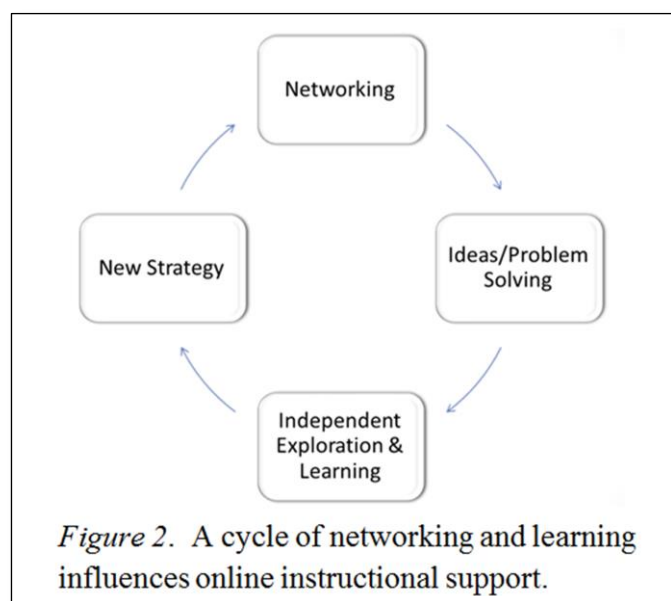 Networking
Ideas/Problem
Solving
Independent
Exploration &
Learning
New Strategy
Figure 2. A cycle of networking and learning
influences online instructional support.